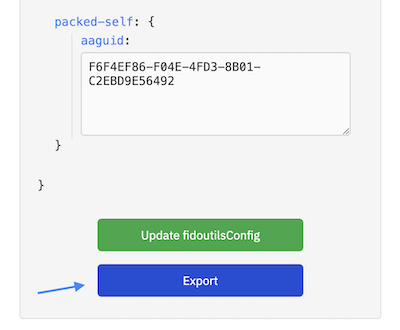 packed-self: {
aaguid:
F6F4EF86-F04E-4FD3-8B01-
C2EBD9E56492
}
}
Update fidoutilsConfig
Export